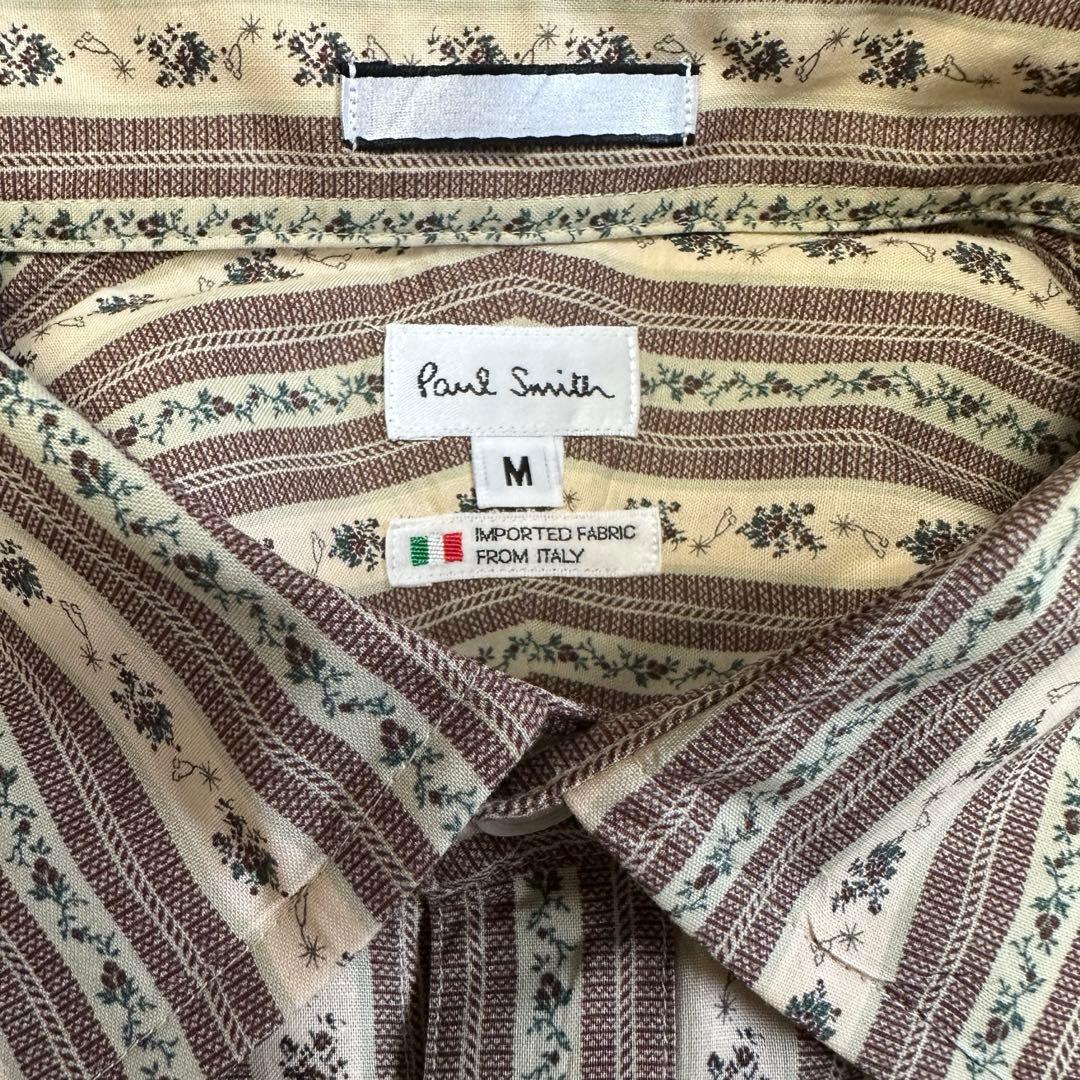 Paul Smith
M
IMPORTED FABRIC
FROM ITALY